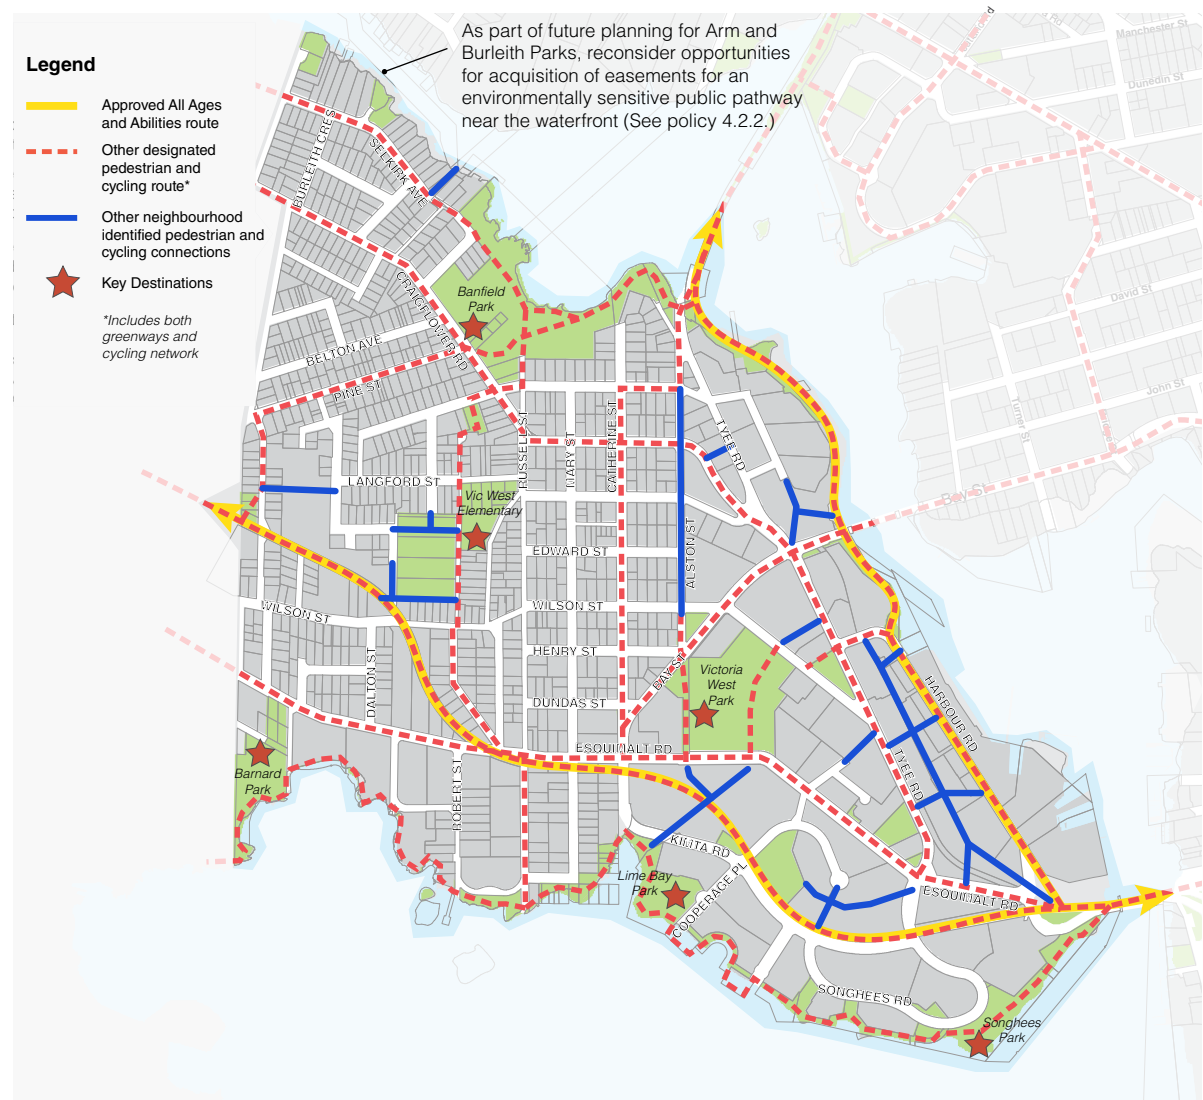 As part of future planning for Arm and
Burleith Parks, reconsider opportunities
for acquisition of easements for an
environmentally sensitive public pathway
near the waterfront (See policy 4.2.2.)
Legend
Approved All Ages
and Abilities route
Other designated
pedestrian and
cycling route*
Other neighbourhood
identified pedestrian and
cycling connections
Key Destinations
*Includes both
greenways and
cycling network
Manchester St
Dunedin St
David St
John St
Turner St
Bridge
Bay St
BURLEITH CRES
SELKIRK AVE
CRAIGFLOWER RD
Banfield
Park
BELTON AVE
PINE ST
RUSSELL ST
MARY ST
CATHERINE ST
TYEE RD
LANGFORD ST
Vic West
Elementary
EDWARD ST
ALSTON ST
WILSON ST
WILSON ST
HENRY ST
DALTON ST
BAY ST
Victoria
West
Park
DUNDAS ST
HARBOUR RD
ESQUIMALT RD
TYEE RD
Barnard
Park
ROBERT ST
KILITA RD
Lime Bay
Park
COOPERAGE PL
ESQUIMALT RD
SONGHEES RD
Songhees
Park